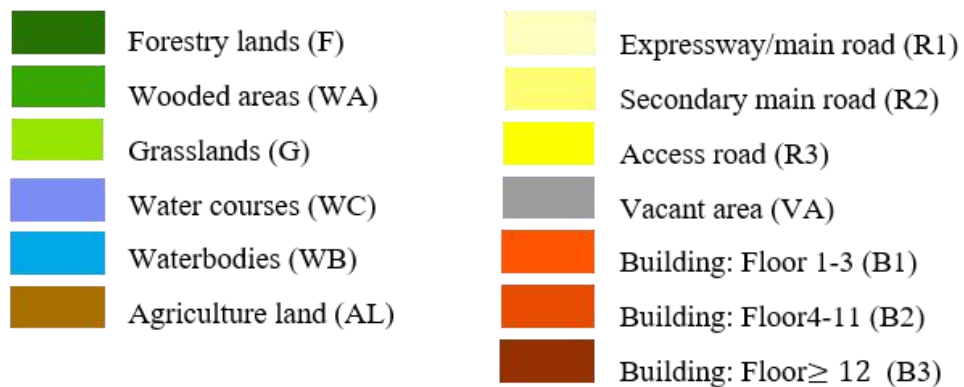 Forestry lands (F)
Wooded areas (WA)
Grasslands (G)
Water courses (WC)
Waterbodies (WB)
Agriculture land (AL)
Expressway/main road (R1)
Secondary main road (R2)
Access road (R3)
Vacant area (VA)
Building: Floor 1-3 (B1)
Building: Floor4-11 (B2)
Building: Floor≥ 12 (B3)